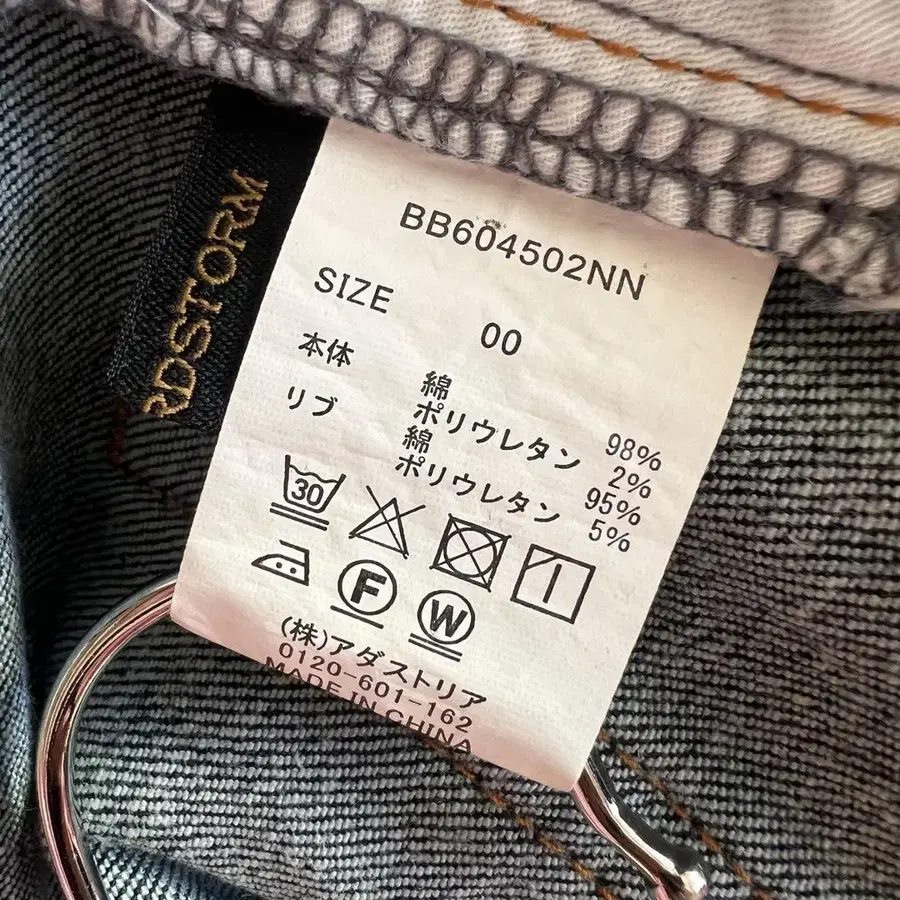 RDSTORM
BB604502NN
SIZE 00
本体 綿 98%
ポリウレタン 2%
リブ 綿 95%
ポリウレタン 5%
30
F W
(株)アダストリア
0120-601-162
MADE IN CHINA